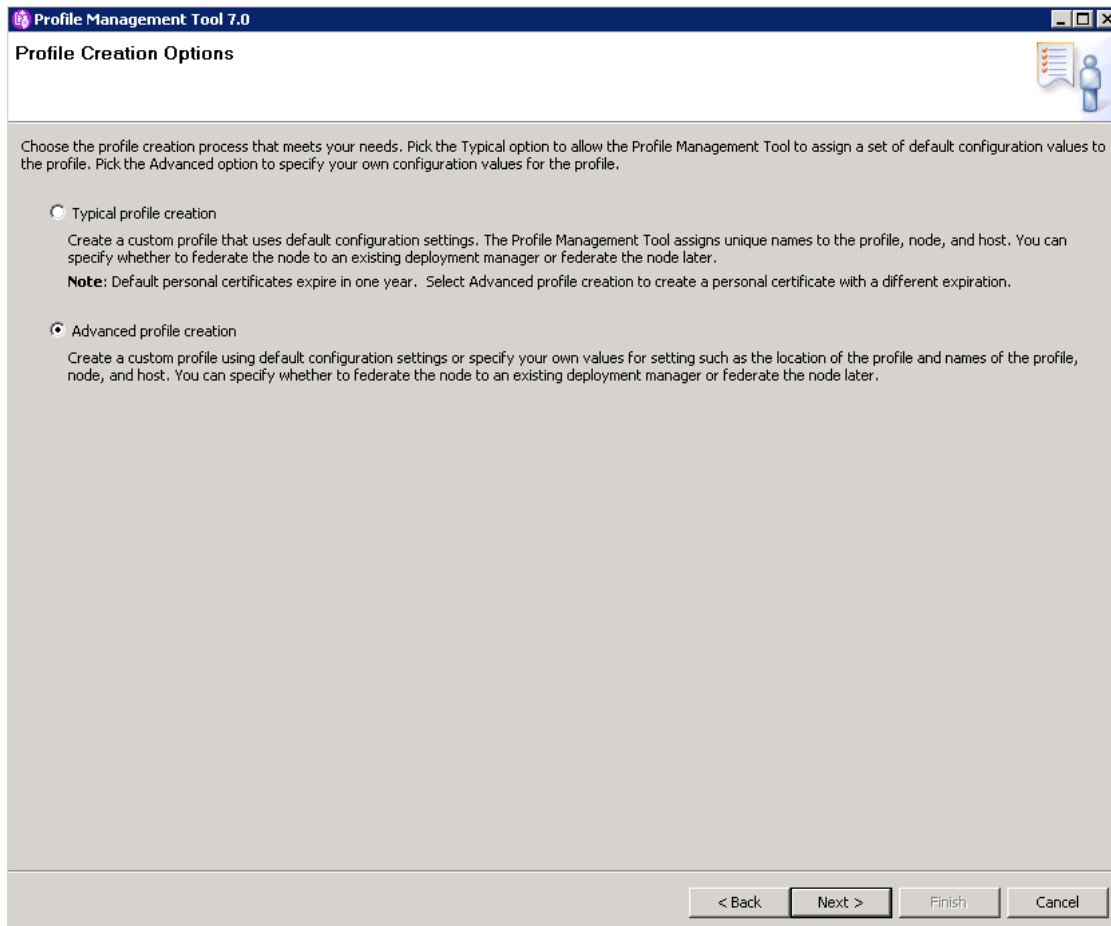 Profile Management Tool 7.0
Profile Creation Options
Choose the profile creation process that meets your needs. Pick the Typical option to allow the Profile Management Tool to assign a set of default configuration values to
the profile. Pick the Advanced option to specify your own configuration values for the profile.
Typical profile creation
Create a custom profile that uses default configuration settings. The Profile Management Tool assigns unique names to the profile, node, and host. You can
specify whether to federate the node to an existing deployment manager or federate the node later.
Note: Default personal certificates expire in one year. Select Advanced profile creation to create a personal certificate with a different expiration.
Advanced profile creation
Create a custom profile using default configuration settings or specify your own values for setting such as the location of the profile and names of the profile,
node, and host. You can specify whether to federate the node to an existing deployment manager or federate the node later.
< Back Next > Finish Cancel